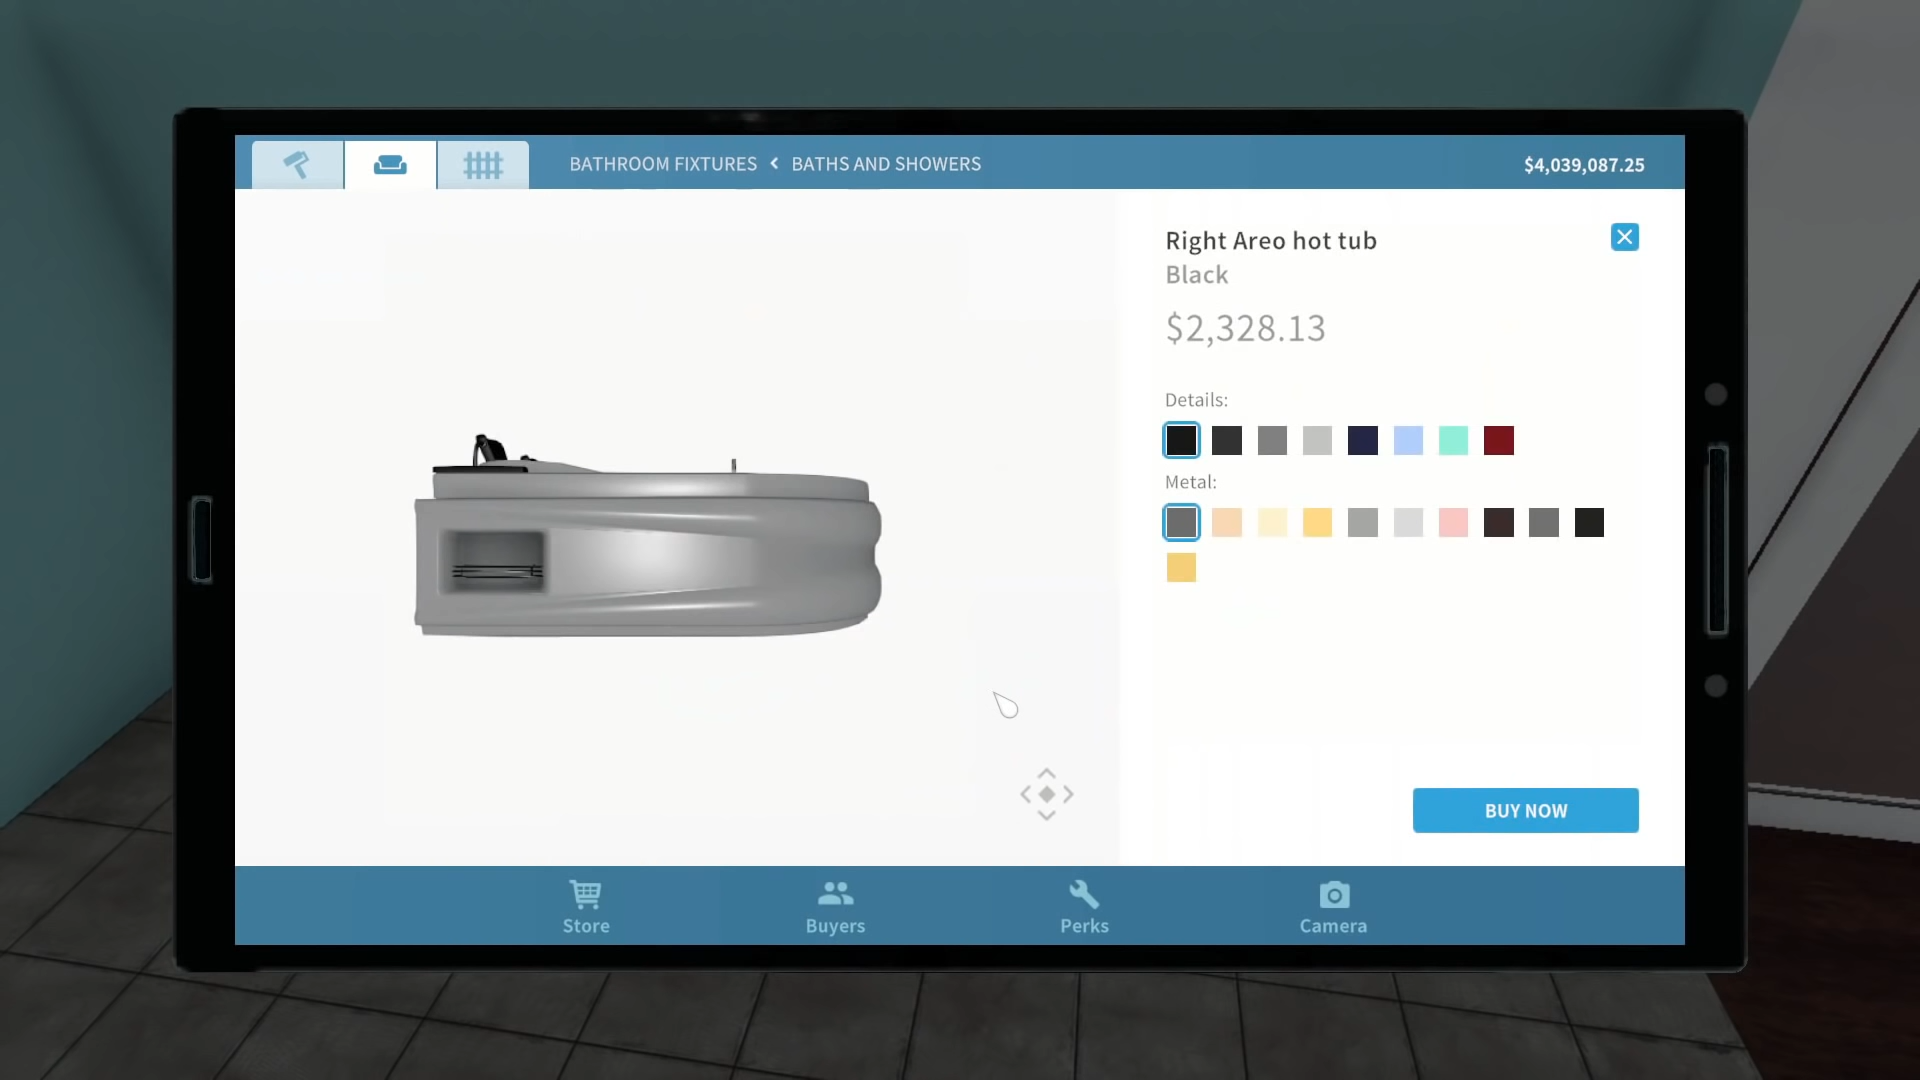 BATHROOM FIXTURES < BATHS AND SHOWERS
$4,039,087.25
Right Areo hot tub
Black
$2,328.13
Details:
Metal:
BUY NOW
Store
Buyers
Perks
Camera